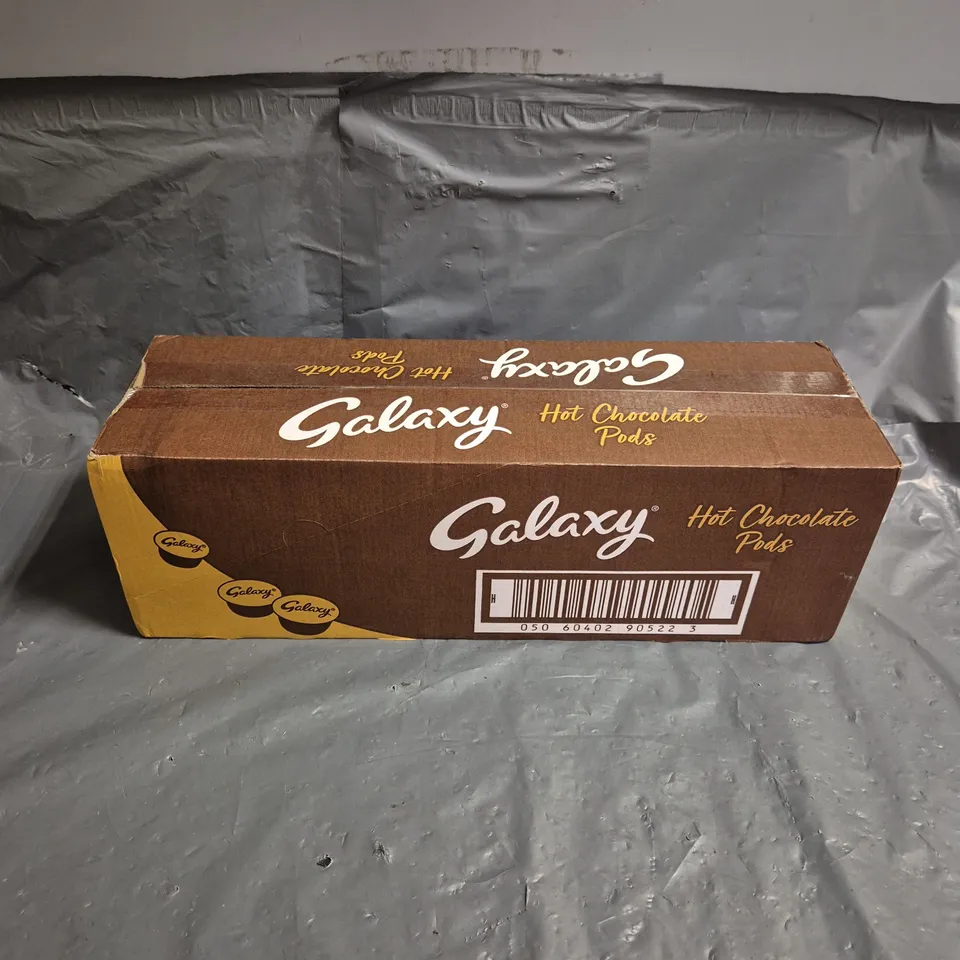 Galaxy®
Hot Chocolate
Pods
Galaxy®
Hot Chocolate
Pods
Galaxy®
Hot Chocolate
Pods
Galaxy®
Galaxy®
Galaxy®
H H
050 60402 90522 3